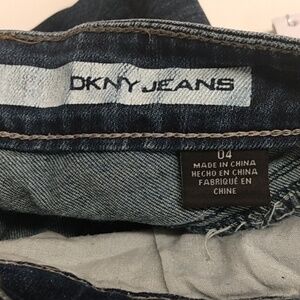 DKNY JEANS
04
MADE IN CHINA
HECHO EN CHINA
FABRIQUÉ EN
CHINE